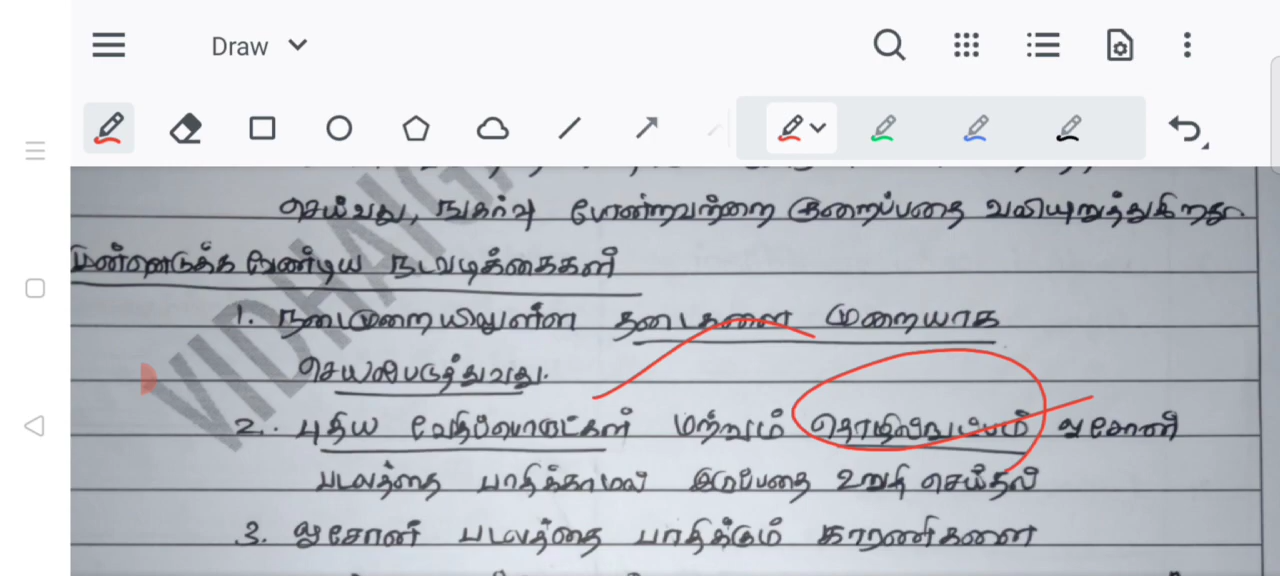 Draw
செய்வது, நுகர்வு போன்றவற்றை குறைப்பதை வலியுறுத்துகிறது.
முன்னெடுக்க வேண்டிய நடவடிக்கைகள்
1. நடைமுறையிலுள்ள தடைகளை முறையாக
செயல்படுத்துவது.
2. புதிய வேதிப்பொருட்கள் மற்றும் தொழில்நுட்பம் ஓசோன்
படலத்தை பாதிக்காமல் இருப்பதை உறுதி செய்தல்
3. ஓசோன் படலத்தை பாதிக்கும் காரணிகளை